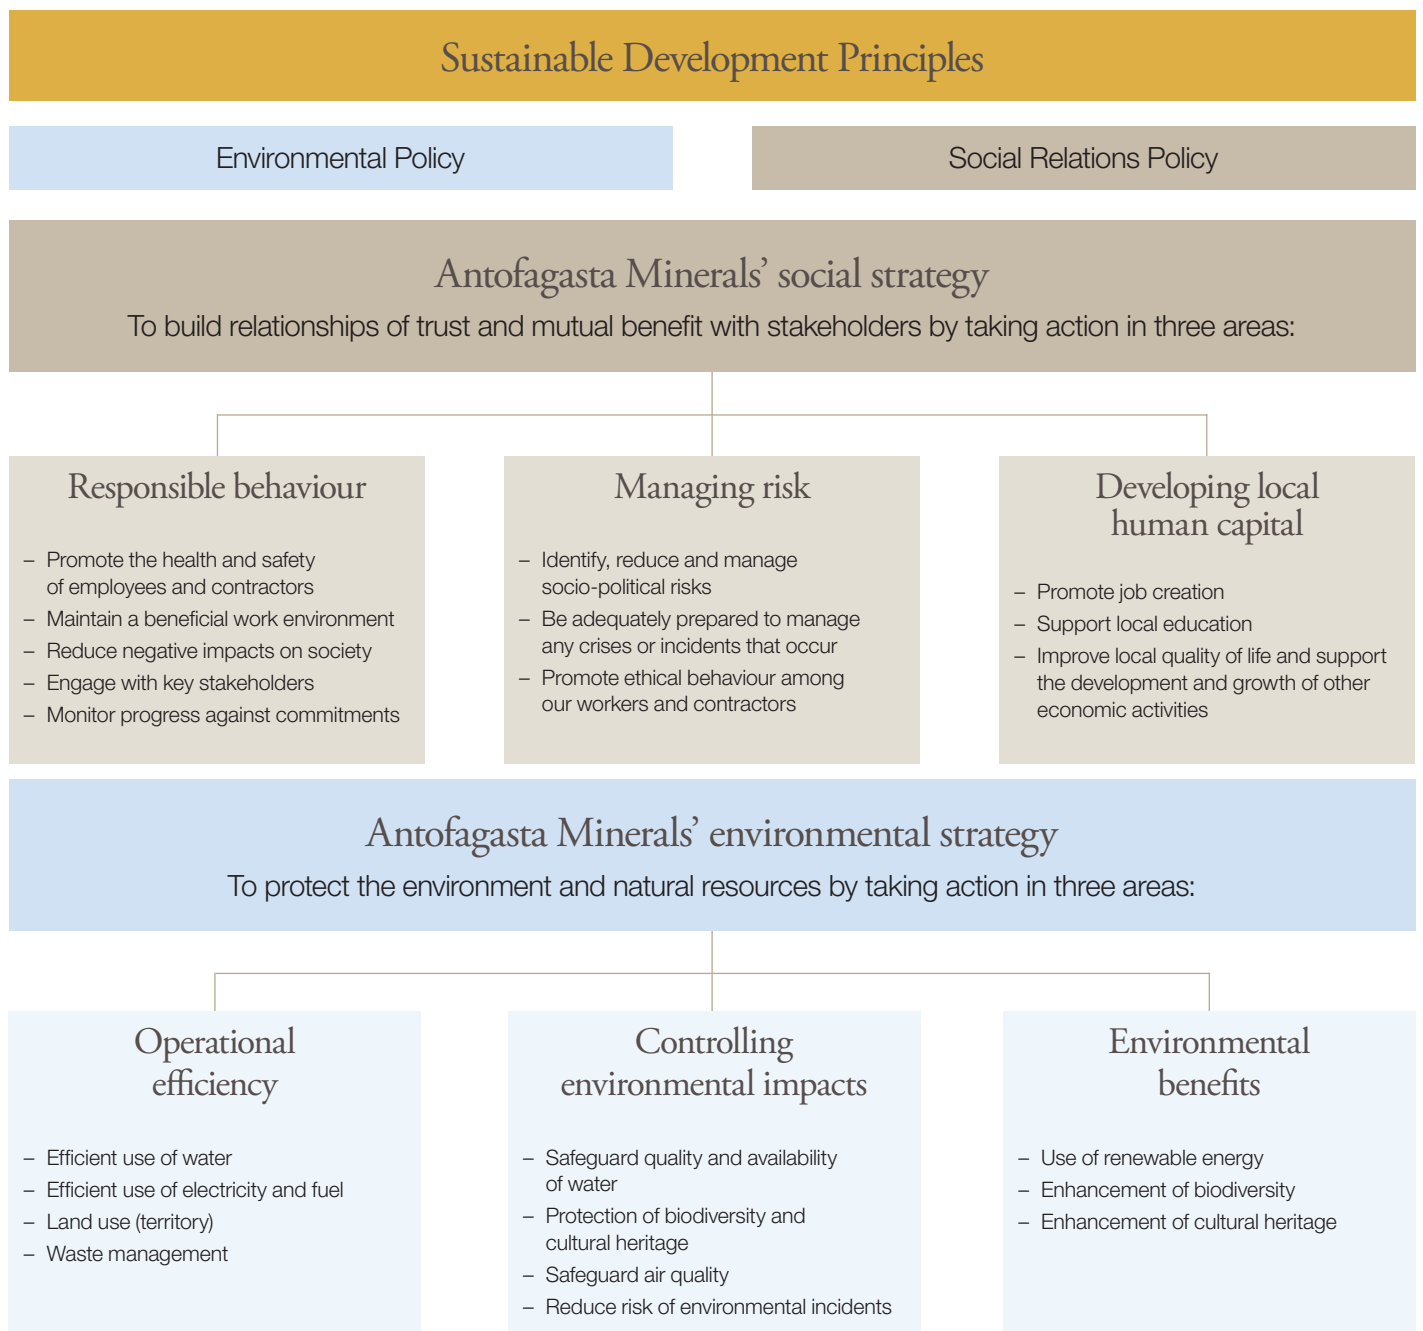 Sustainable Development Principles
Environmental Policy
Social Relations Policy
Antofagasta Minerals’ social strategy
To build relationships of trust and mutual benefit with stakeholders by taking action in three areas:
Responsible behaviour
– Promote the health and safety
of employees and contractors
– Maintain a beneficial work environment
– Reduce negative impacts on society
– Engage with key stakeholders
– Monitor progress against commitments
Managing risk
– Identify, reduce and manage
socio-political risks
– Be adequately prepared to manage
any crises or incidents that occur
– Promote ethical behaviour among
our workers and contractors
Developing local
human capital
– Promote job creation
– Support local education
– Improve local quality of life and support
the development and growth of other
economic activities
Antofagasta Minerals’ environmental strategy
To protect the environment and natural resources by taking action in three areas:
Operational
efficiency
– Efficient use of water
– Efficient use of electricity and fuel
– Land use (territory)
– Waste management
Controlling
environmental impacts
– Safeguard quality and availability
of water
– Protection of biodiversity and
cultural heritage
– Safeguard air quality
– Reduce risk of environmental incidents
Environmental
benefits
– Use of renewable energy
– Enhancement of biodiversity
– Enhancement of cultural heritage